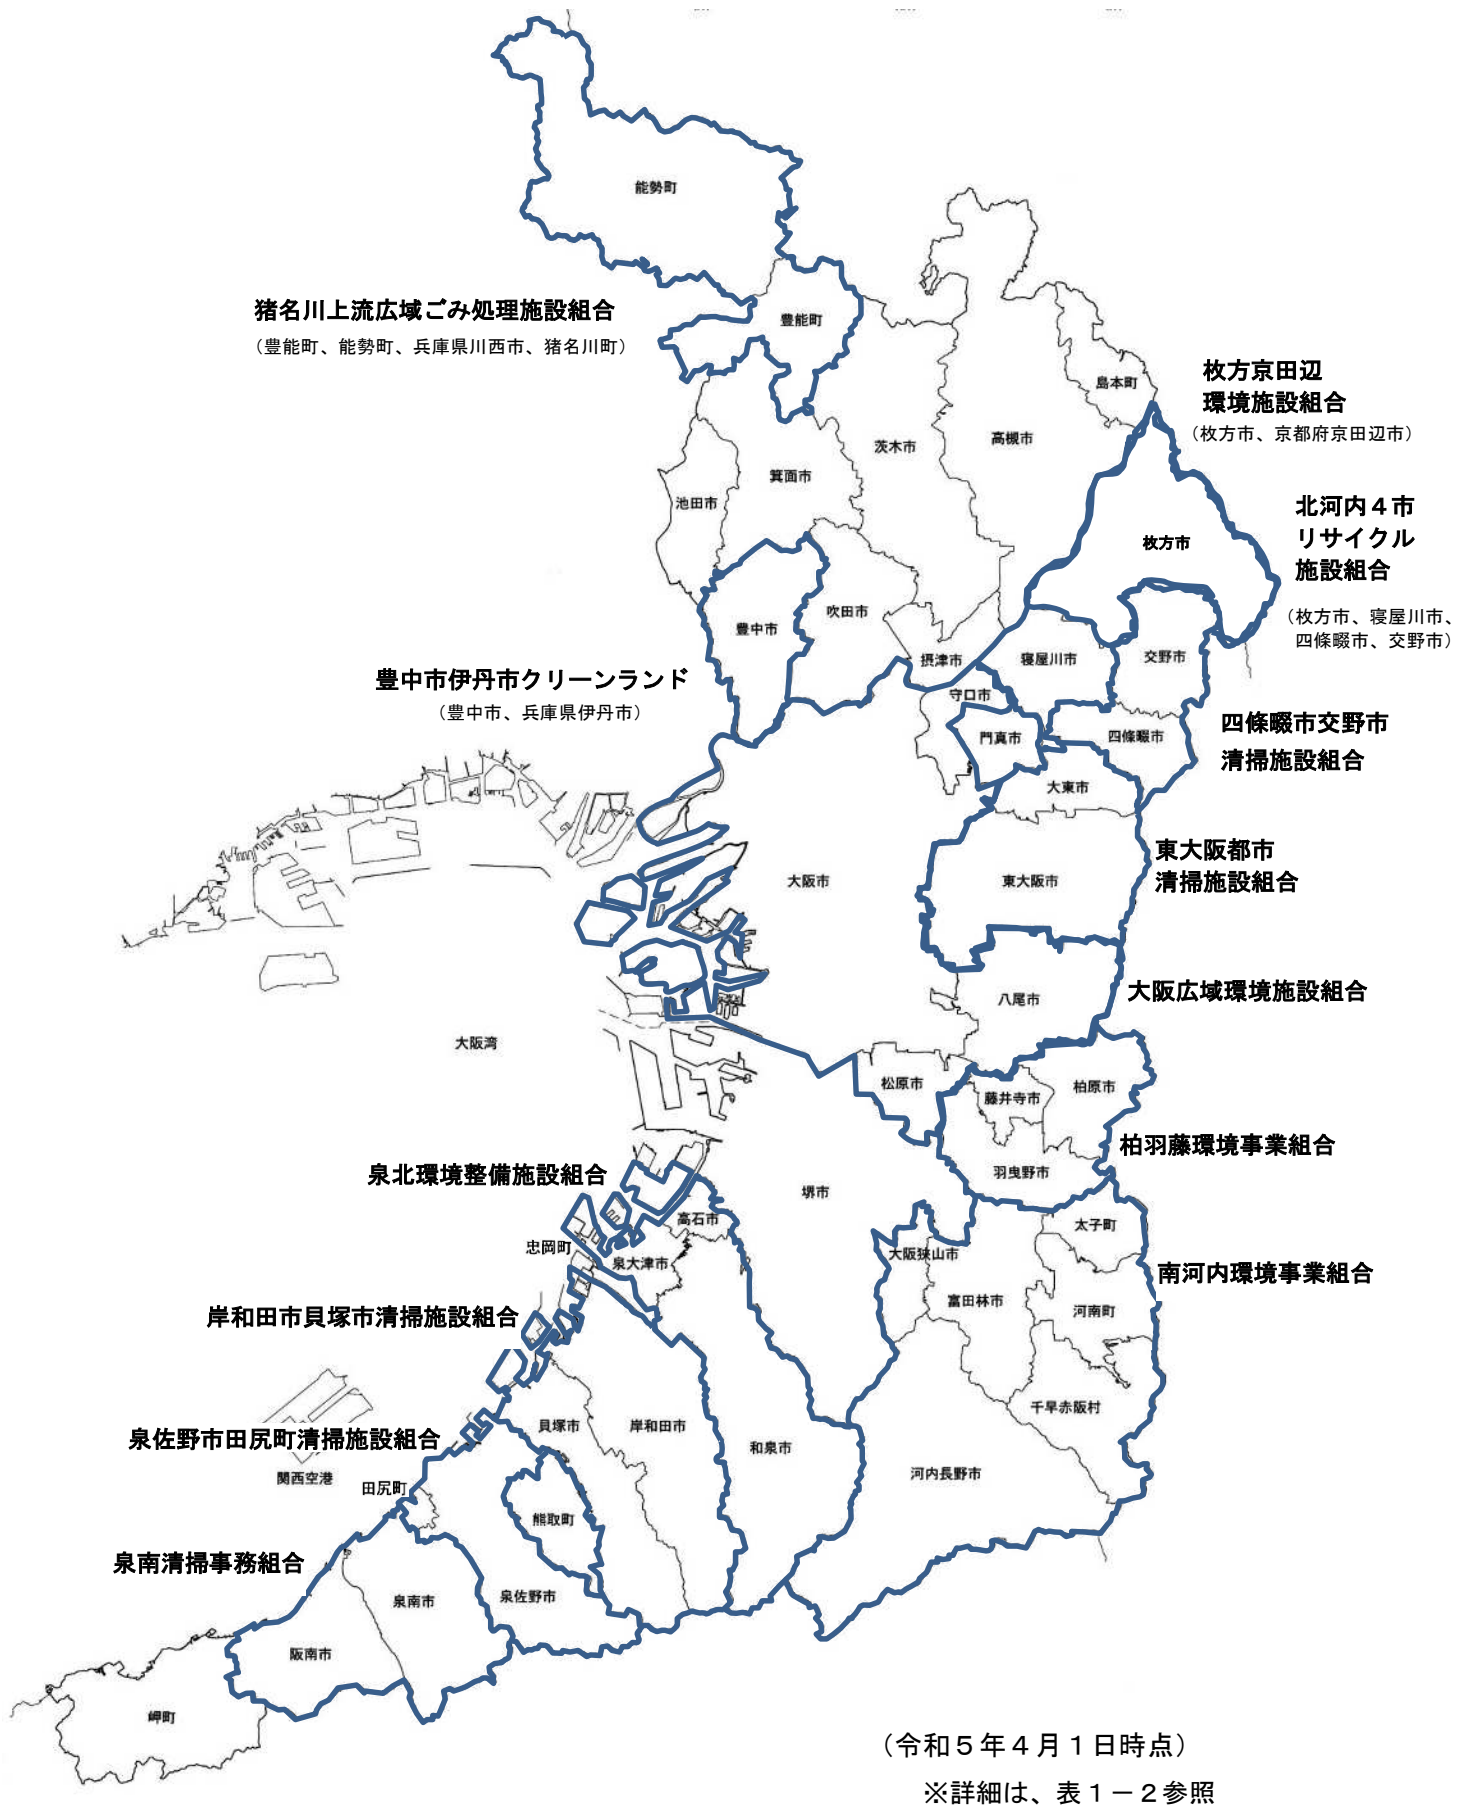 能勢町
猪名川上流広域ごみ処理施設組合
（豊能町、能勢町、兵庫県川西市、猪名川町）
豊能町
島本町
枚方京田辺
環境施設組合
（枚方市、京都府京田辺市）
高槻市
茨木市
箕面市
池田市
北河内４市
リサイクル
施設組合
（枚方市、寝屋川市、
四條畷市、交野市）
枚方市
吹田市
豊中市
摂津市
寝屋川市
交野市
豊中市伊丹市クリーンランド
（豊中市、兵庫県伊丹市）
守口市
門真市
四條畷市
四條畷市交野市
清掃施設組合
大東市
東大阪都市
清掃施設組合
大阪市
東大阪市
八尾市
大阪広域環境施設組合
大阪湾
松原市
藤井寺市
柏原市
柏羽藤環境事業組合
羽曳野市
泉北環境整備施設組合
堺市
高石市
太子町
忠岡町
泉大津市
大阪狭山市
南河内環境事業組合
富田林市
河南町
岸和田市貝塚市清掃施設組合
千早赤阪村
貝塚市
岸和田市
和泉市
泉佐野市田尻町清掃施設組合
関西空港
田尻町
河内長野市
熊取町
泉南清掃事務組合
泉南市
泉佐野市
阪南市
岬町
（令和５年４月１日時点）
※詳細は、表１－２参照